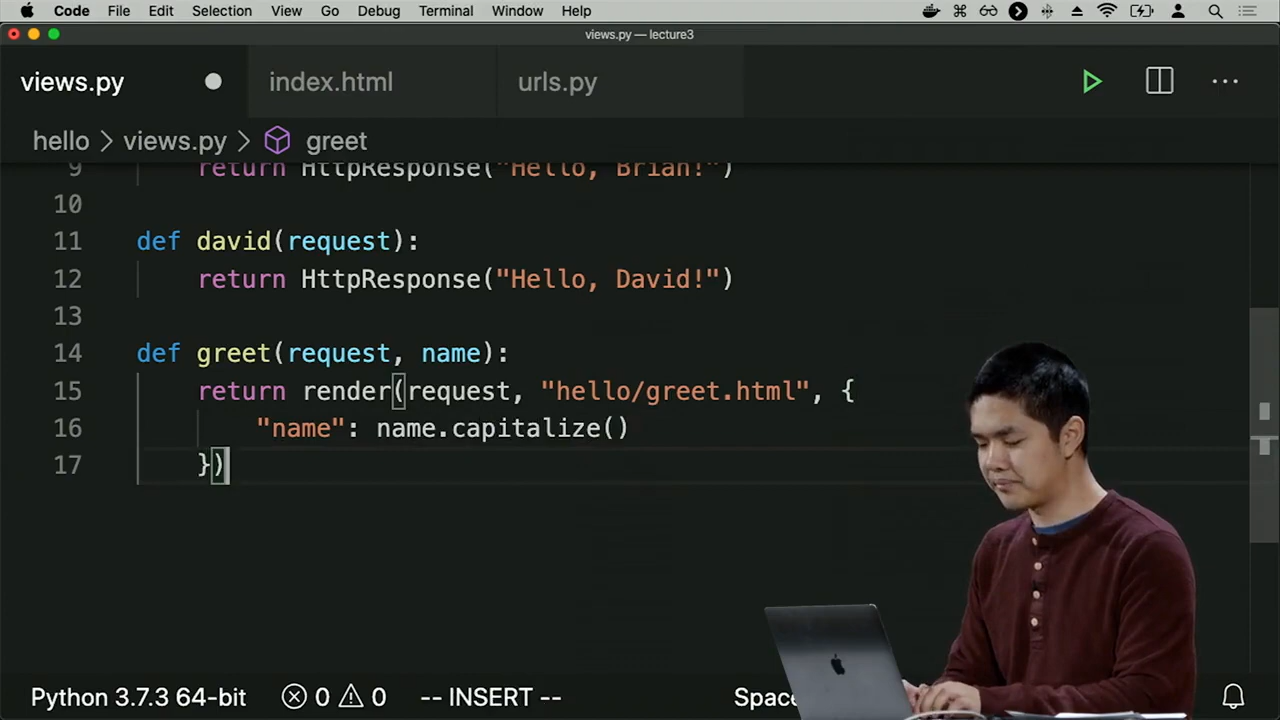 Code File Edit Selection View Go Debug Terminal Window Help
views.py — lecture3
views.py index.html urls.py
hello > views.py > greet
9 return HttpResponse("Hello, Brian!")
10
11 def david(request):
12 return HttpResponse("Hello, David!")
13
14 def greet(request, name):
15 return render(request, "hello/greet.html", {
16 "name": name.capitalize()
17 })
Python 3.7.3 64-bit 0 0 -- INSERT --